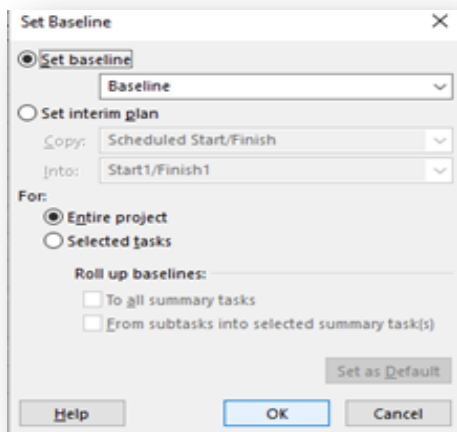 Set Baseline
Set baseline
Baseline
Set interim plan
Copy: Scheduled Start/Finish
Into: Start1/Finish1
For:
Entire project
Selected tasks
Roll up baselines:
To all summary tasks
From subtasks into selected summary task(s)
Set as Default
Help OK Cancel